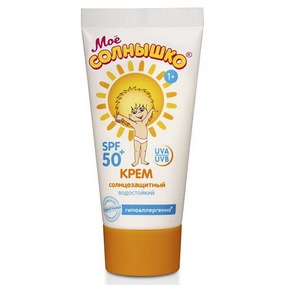 Моё
СОЛНЫШКО®
1+
SPF
50+
UVA
UVB
КРЕМ
солнцезащитный
водостойкий
гипоаллергенно*